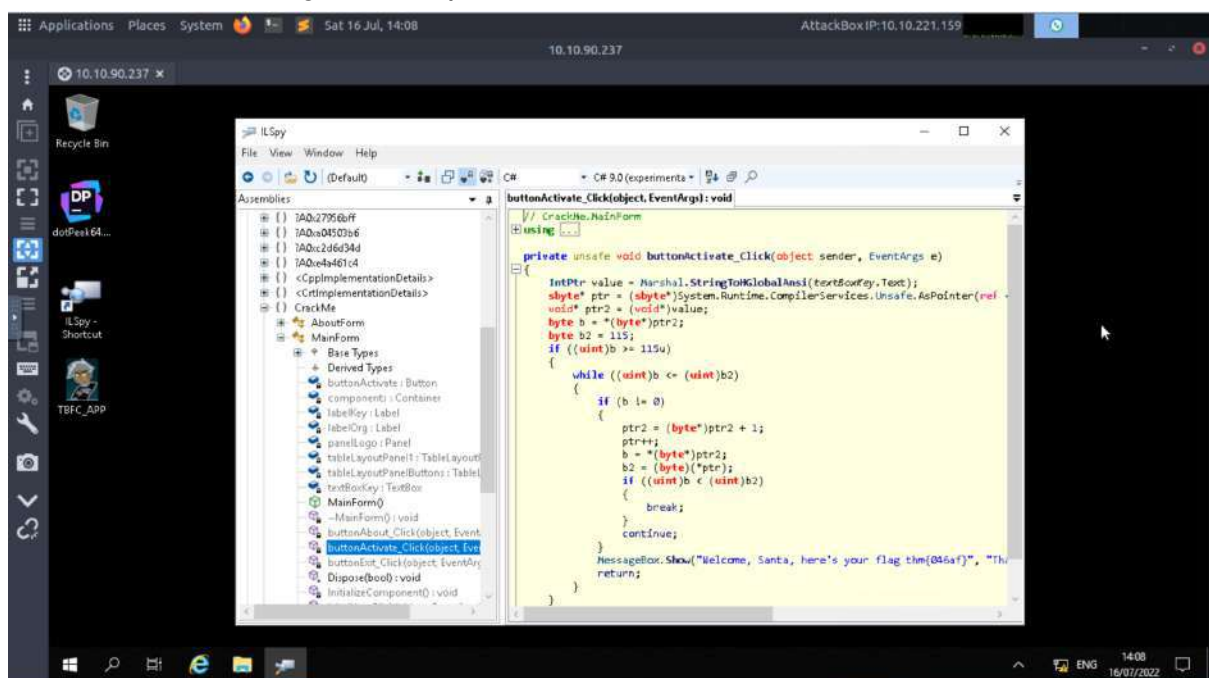 Applications Places System Sat 16 Jul, 14:08 AttackBox IP:10.10.221.159
10.10.90.237
10.10.90.237 ×
Recycle Bin
DP
dotPeek64....
ILSpy -
Shortcut
TBFC_APP
ILSpy
File View Window Help
(Default) C# C# 9.0 (experimenta
Assemblies
{ } ?A0x27956bff
{ } ?A0xc2d6d34d
{ } ?A0xe4a461c4
{ } <CppImplementationDetails>
{ } <CrtImplementationDetails>
{ } CrackMe
AboutForm
MainForm
Base Types
Derived Types
buttonActivate : Button
components : Container
labelKey : Label
labelOrg : Label
panelLogo : Panel
tableLayoutPanel1 : TableLayoutl
tableLayoutPanelButtons : TableL
textBoxKey : TextBox
MainForm()
~MainForm() : void
buttonAbout_Click(object, Event
buttonActivate_Click(object, Eve
buttonExit_Click(object, EventArg
Dispose(bool) : void
InitializeComponent() : void
buttonActivate_Click(object, EventArgs) : void
// CrackMe.MainForm
using ...
private unsafe void buttonActivate_Click(object sender, EventArgs e)
{
IntPtr value = Marshal.StringToHGlobalAnsi(textBoxKey.Text);
sbyte* ptr = (sbyte*)System.Runtime.CompilerServices.Unsafe.AsPointer(ref
void* ptr2 = (void*)value;
byte b = *(byte*)ptr2;
byte b2 = 115;
if ((uint)b >= 115u)
{
while ((uint)b <= (uint)b2)
{
if (b != 0)
{
ptr2 = (byte*)ptr2 + 1;
ptr++;
b = *(byte*)ptr2;
b2 = (byte)(*ptr);
if ((uint)b < (uint)b2)
{
break;
}
continue;
}
MessageBox.Show("Welcome, Santa, here's your flag thm{046af}", "Tha
return;
}
}
ENG
14:08
16/07/2022